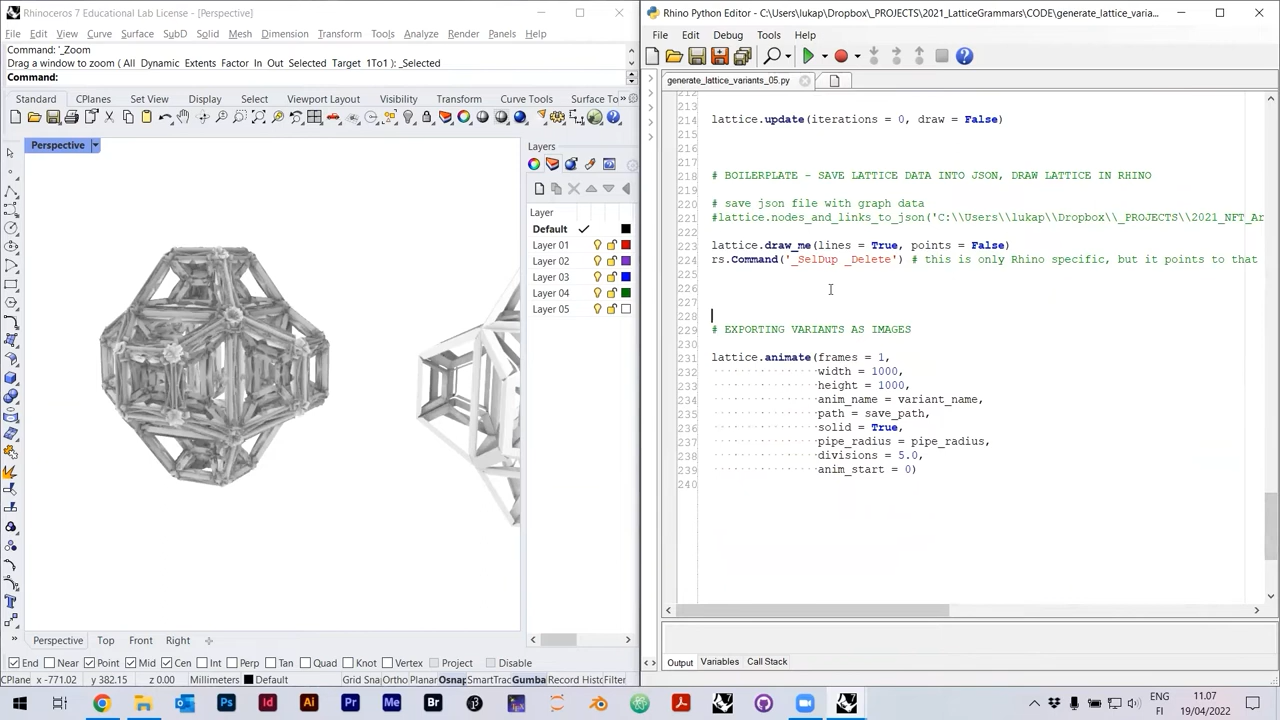 Rhinoceros 7 Educational Lab License - [Perspective]
File Edit View Curve Surface SubD Solid Mesh Dimension Transform Tools Analyze Render Panels Help
Command: '_Zoom
Drag a window to zoom ( All Dynamic Extents Factor In Out Selected Target 1To1 ): _Selected
Command:
Standard CPlanes Set View Display Select Viewport Layout Visibility Transform Curve Tools Surface To
Perspective
Layers
Layer
Default
Layer 01
Layer 02
Layer 03
Layer 04
Layer 05
Perspective Top Front Right
End Near Point Mid Cen Int Perp Tan Quad Knot Vertex Project Disable
CPlane x -771.02 y 382.15 z 0.00 Millimeters Default Grid Snap Ortho Planar Osnap SmartTrac Gumba Record Histc Filter
Rhino Python Editor - C:\Users\lukap\Dropbox\_PROJECTS\2021_LatticeGrammars\CODE\generate_lattice_varia...
File Edit Debug Tools Help
generate_lattice_variants_05.py
212
213
214 lattice.update(iterations = 0, draw = False)
215
216
217
218 # BOILERPLATE - SAVE LATTICE DATA INTO JSON, DRAW LATTICE IN RHINO
219
220 # save json file with graph data
221 #lattice.nodes_and_links_to_json('C:\\Users\\lukap\\Dropbox\\_PROJECTS\\2021_NFT_Ar
222
223 lattice.draw_me(lines = True, points = False)
224 rs.Command('_SelDup _Delete') # this is only Rhino specific, but it points to that
225
226
227
228
229 # EXPORTING VARIANTS AS IMAGES
230
231 lattice.animate(frames = 1,
232 width = 1000,
233 height = 1000,
234 anim_name = variant_name,
235 path = save_path,
236 solid = True,
237 pipe_radius = pipe_radius,
238 divisions = 5.0,
239 anim_start = 0)
240
Output Variables Call Stack
ENG
FI
11.07
19/04/2022